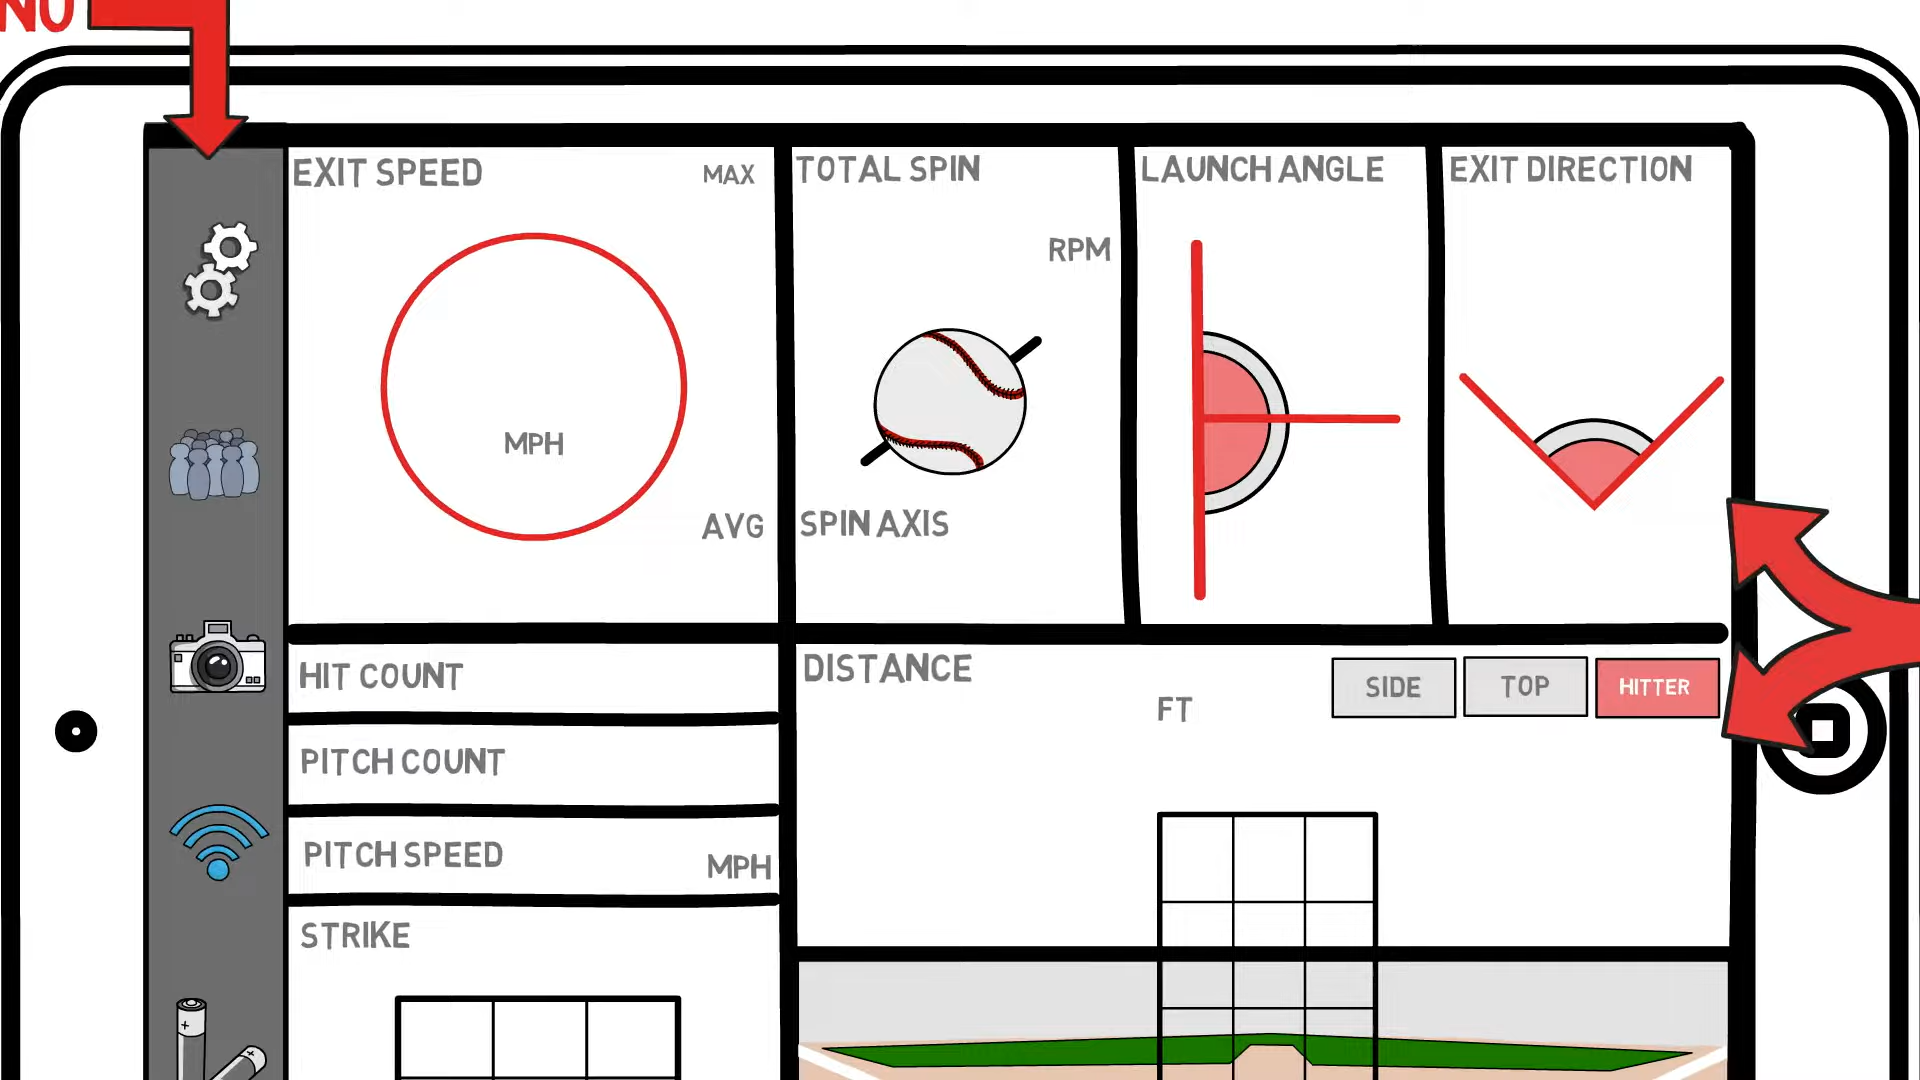 NU
EXIT SPEED
MAX
MPH
AVG
TOTAL SPIN
RPM
SPIN AXIS
LAUNCH ANGLE
EXIT DIRECTION
HIT COUNT
PITCH COUNT
PITCH SPEED
MPH
STRIKE
DISTANCE
FT
SIDE
TOP
HITTER